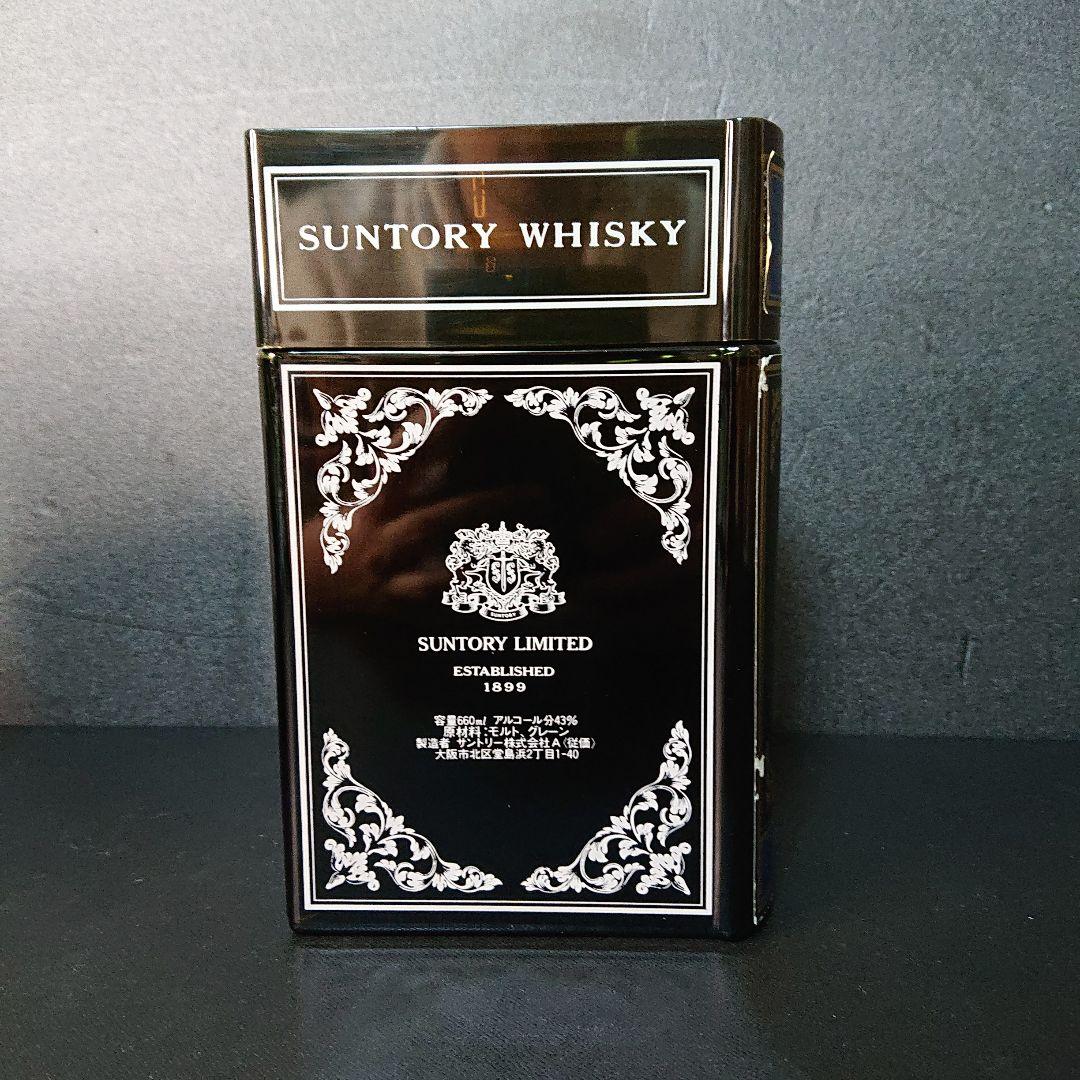 SUNTORY WHISKY
STS
SUNTORY
SUNTORY LIMITED
ESTABLISHED
1899
容量660ml アルコール分43%
原材料:モルト、グレーン
製造者 サントリー株式会社A〈従価〉
大阪市北区堂島浜2丁目1-40